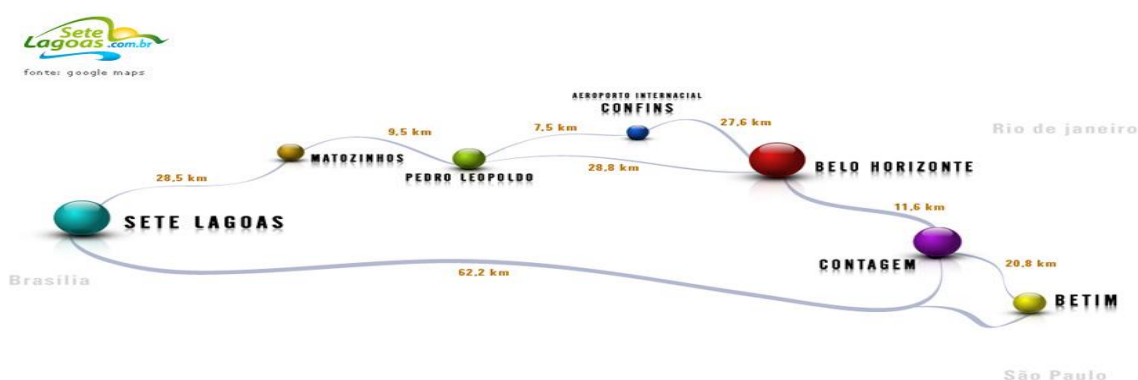 Sete
Lagoas.com.br
fonte: google maps
AEROPORTO INTERNACIAL
CONFINS
27,6 km
Rio de janeiro
9,5 km
7,5 km
MATOZINHOS
PEDRO LEOPOLDO
28,8 km
BELO HORIZONTE
28,5 km
SETE LAGOAS
11,6 km
Brasília
62,2 km
CONTAGEM
20,8 km
BETIM
São Paulo